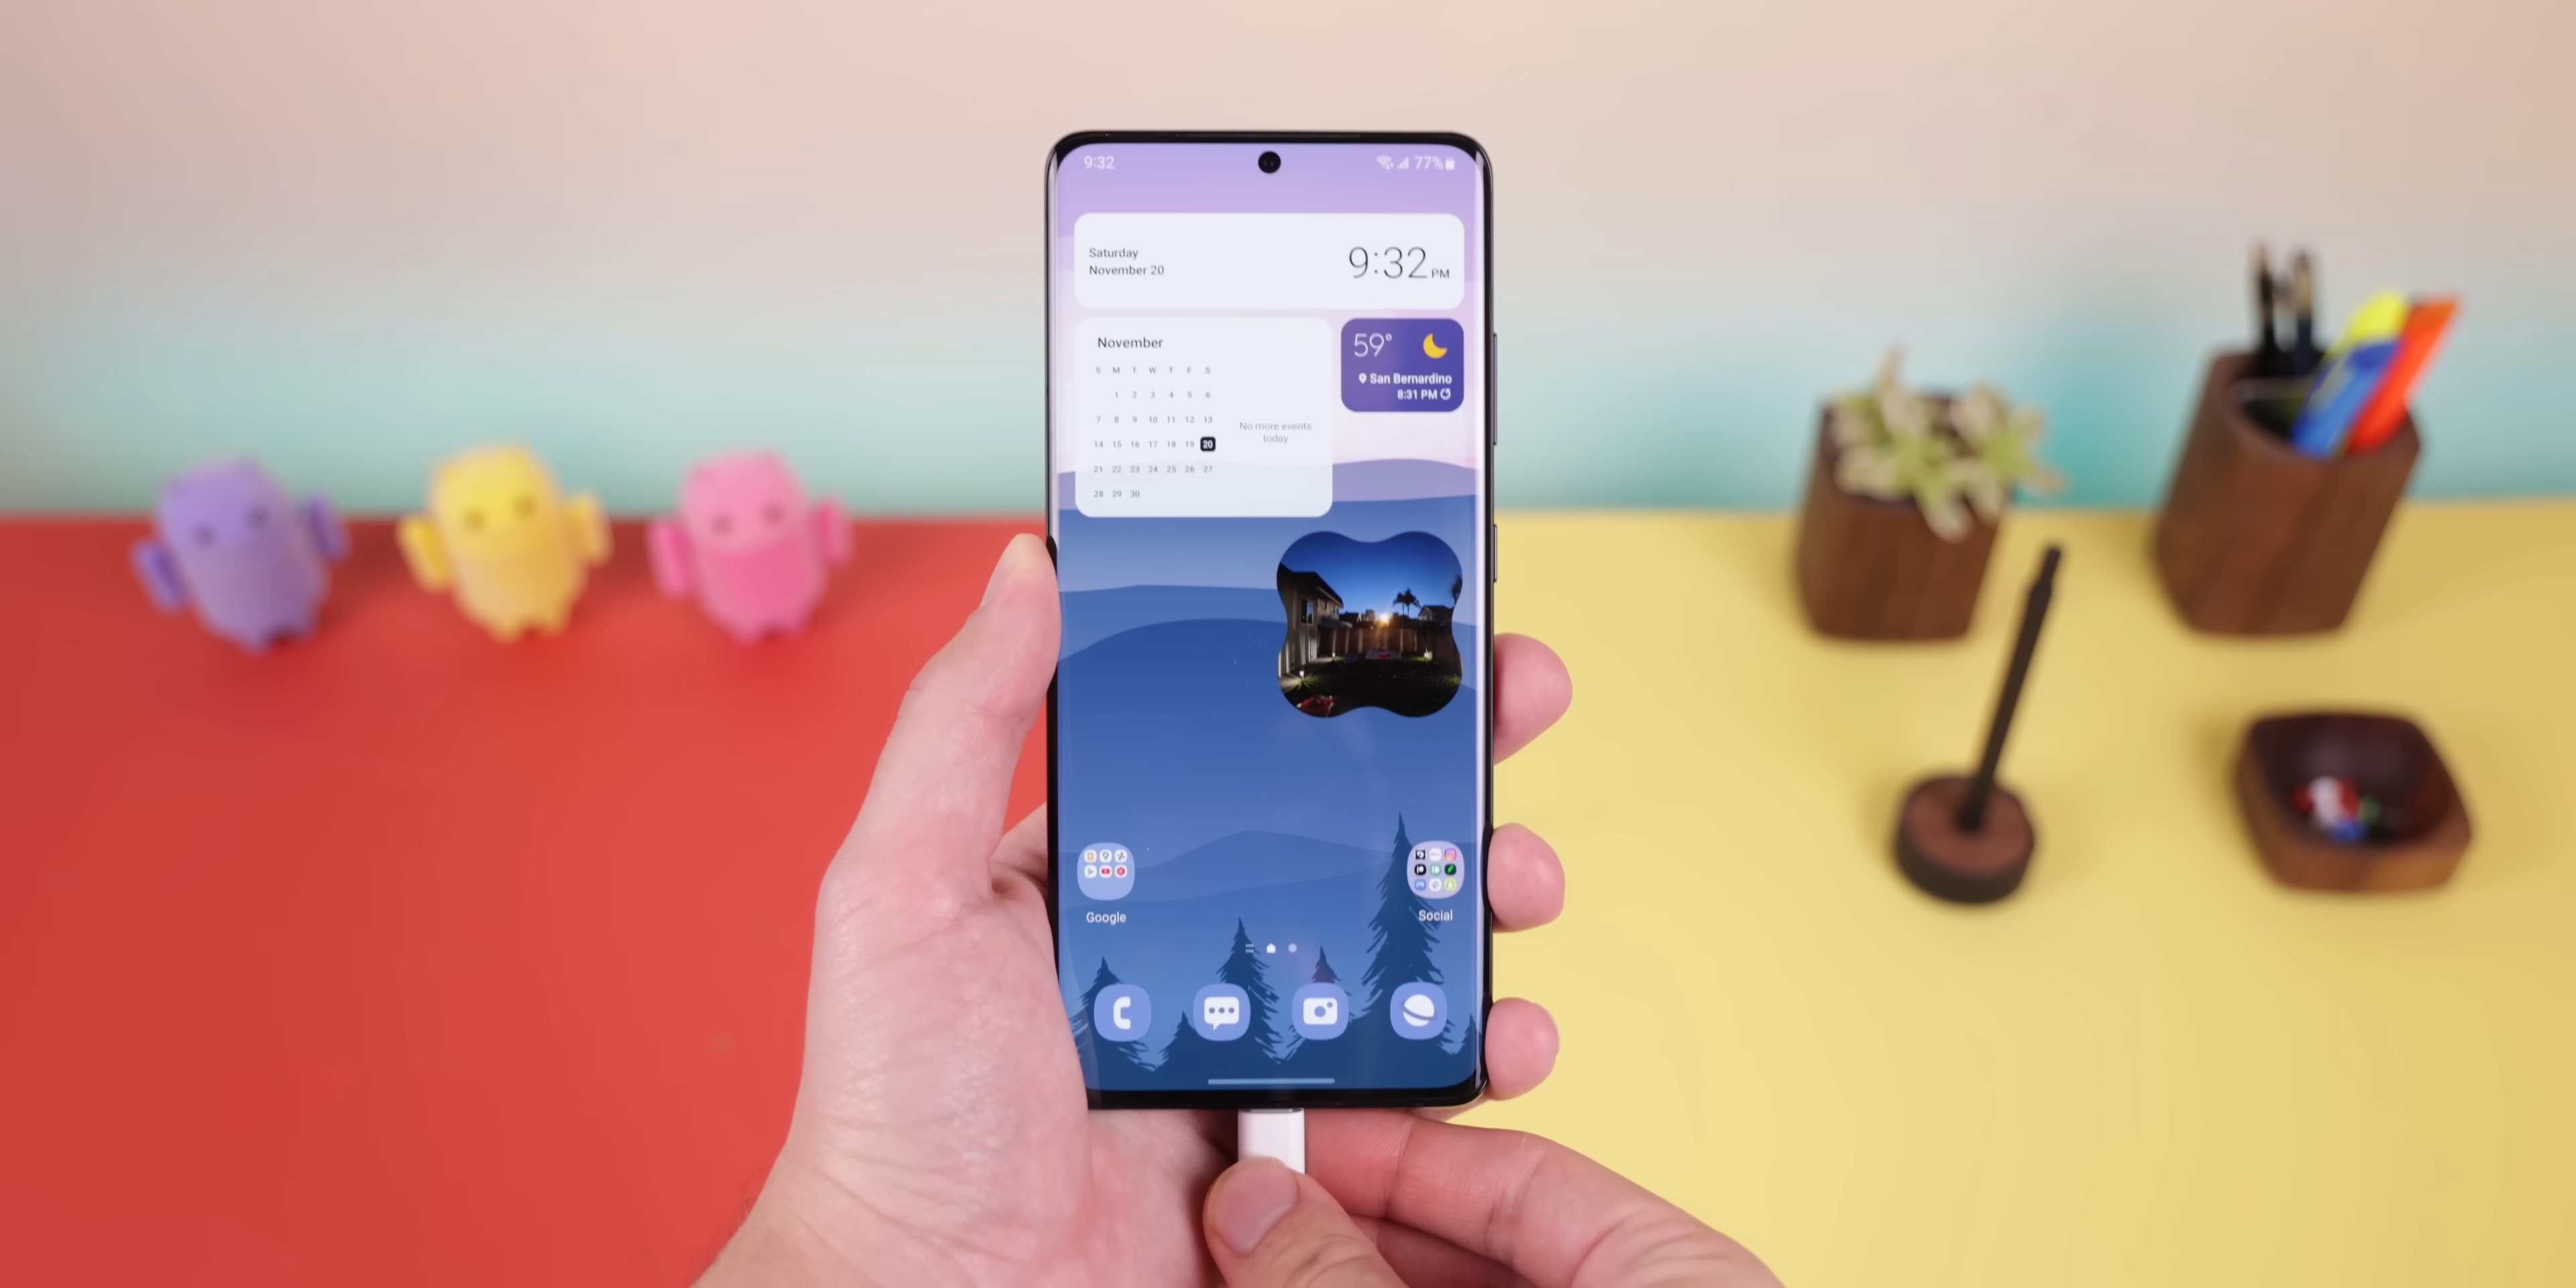 9:32
77%
Saturday
November 20
9:32 PM
November
S M T W T F S
1 2 3 4 5 6
7 8 9 10 11 12 13
14 15 16 17 18 19 20
21 22 23 24 25 26 27
28 29 30
No more events
today
59°
San Bernardino
8:31 PM
Google
Social